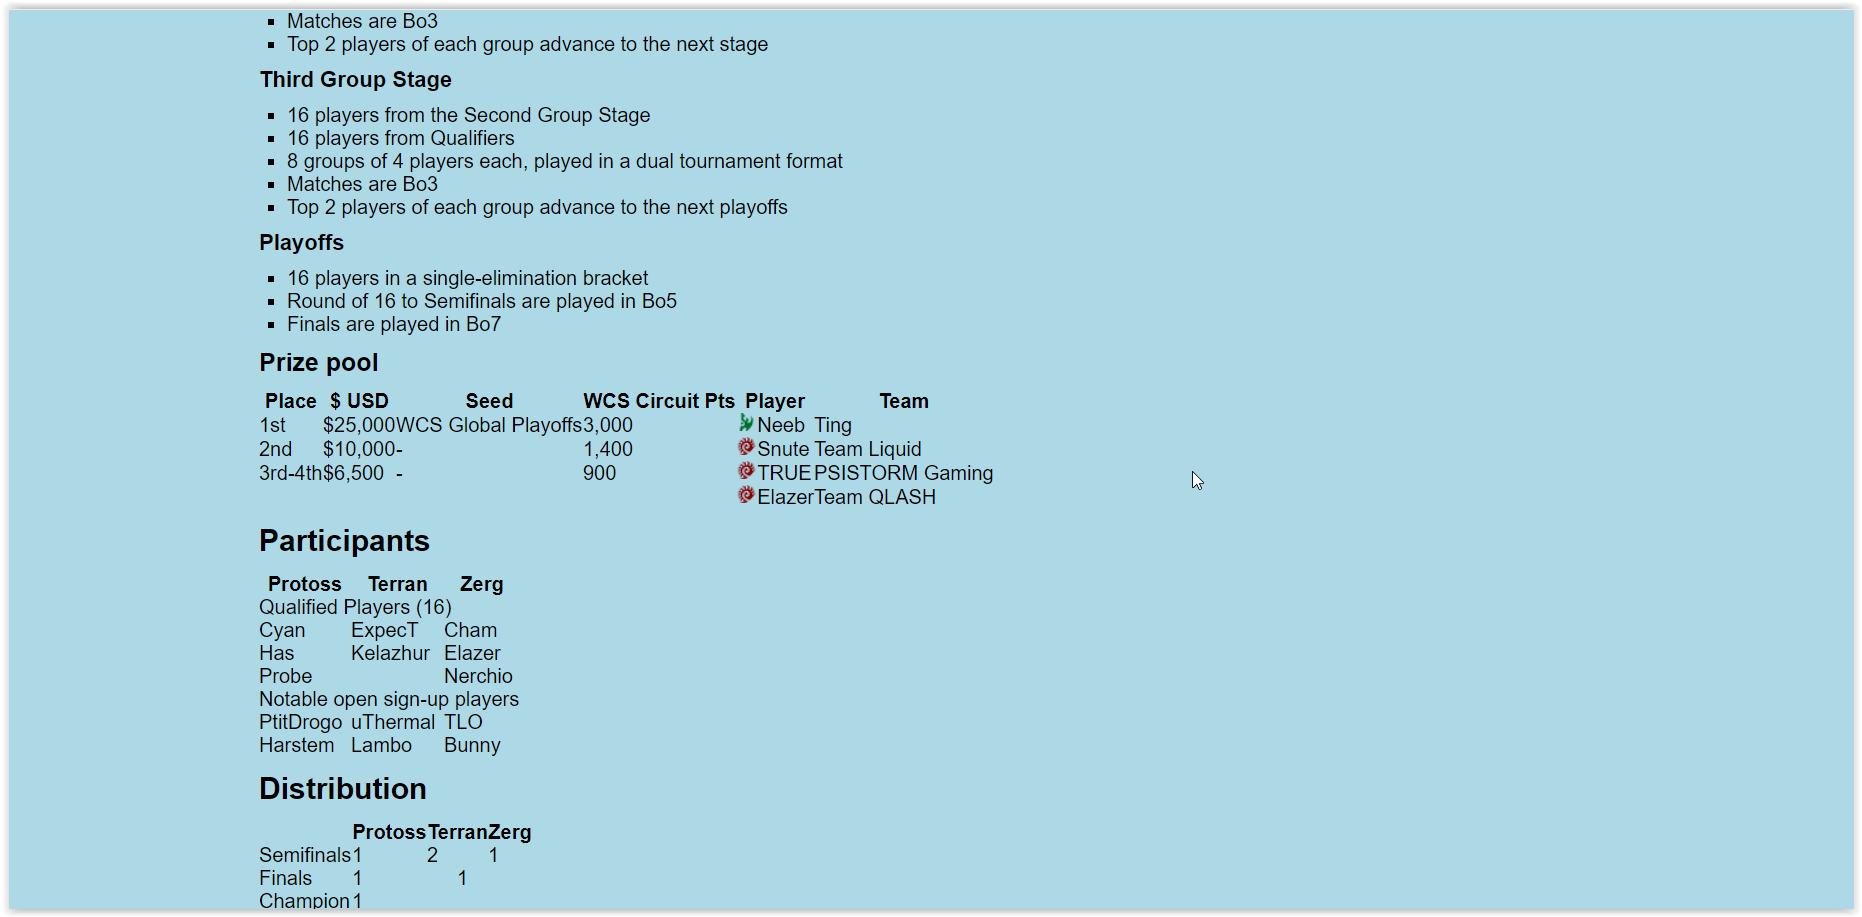 Matches are Bo3
Top 2 players of each group advance to the next stage
Third Group Stage
16 players from the Second Group Stage
16 players from Qualifiers
8 groups of 4 players each, played in a dual tournament format
Matches are Bo3
Top 2 players of each group advance to the next playoffs
Playoffs
16 players in a single-elimination bracket
Round of 16 to Semifinals are played in Bo5
Finals are played in Bo7
Prize pool
Place $ USD Seed WCS Circuit Pts Player Team
1st $25,000 WCS Global Playoffs 3,000 Neeb Ting
2nd $10,000 - 1,400 Snute Team Liquid
3rd-4th $6,500 - 900 TRUE PSISTORM Gaming
Elazer Team QLASH
Participants
Protoss Terran Zerg
Qualified Players (16)
Cyan ExpecT Cham
Has Kelazhur Elazer
Probe Nerchio
Notable open sign-up players
PtitDrogo uThermal TLO
Harstem Lambo Bunny
Distribution
Protoss Terran Zerg
Semifinals 1 2 1
Finals 1 1
Champion 1